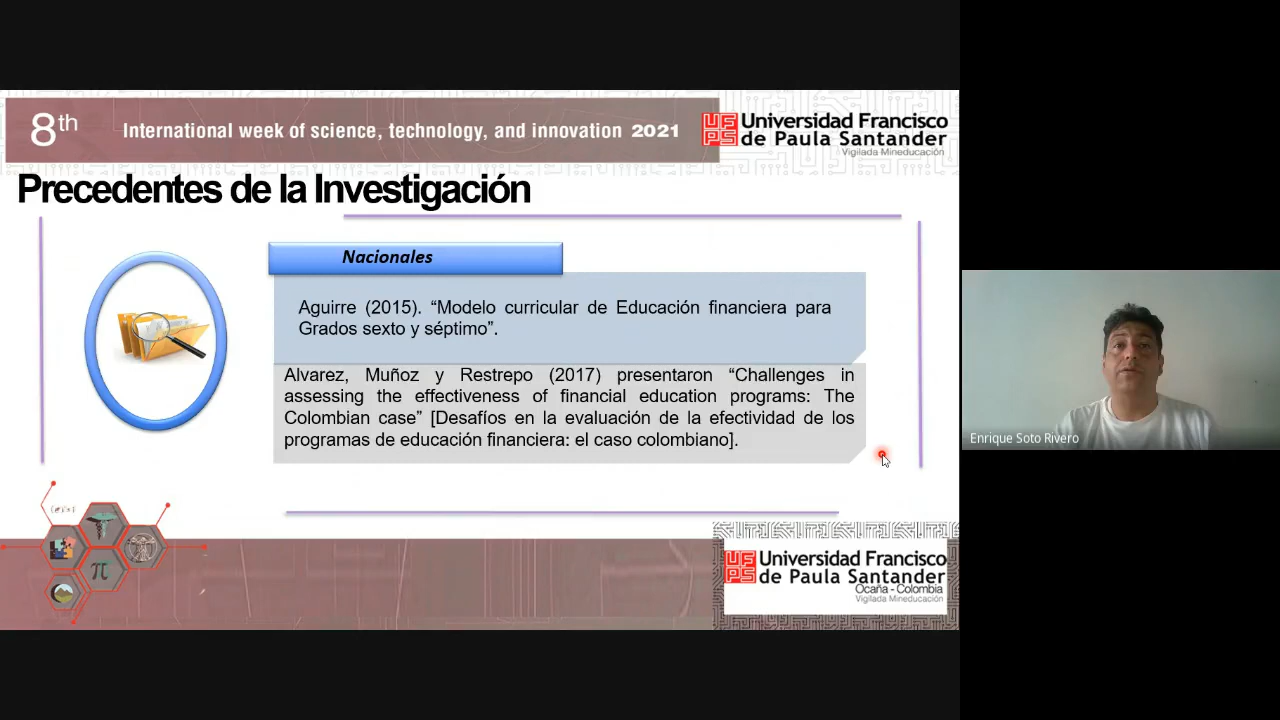 8th
International week of science, technology, and innovation 2021
UF
PS
Universidad Francisco
de Paula Santander
Vigilada Mineducación
Precedentes de la Investigación
Nacionales
Aguirre (2015). “Modelo curricular de Educación financiera para
Grados sexto y séptimo”.
Alvarez, Muñoz y Restrepo (2017) presentaron “Challenges in
assessing the effectiveness of financial education programs: The
Colombian case” [Desafíos en la evaluación de la efectividad de los
programas de educación financiera: el caso colombiano].
Enrique Soto Rivero
π
UF
PS
Universidad Francisco
de Paula Santander
Ocaña - Colombia
Vigilada Mineducación